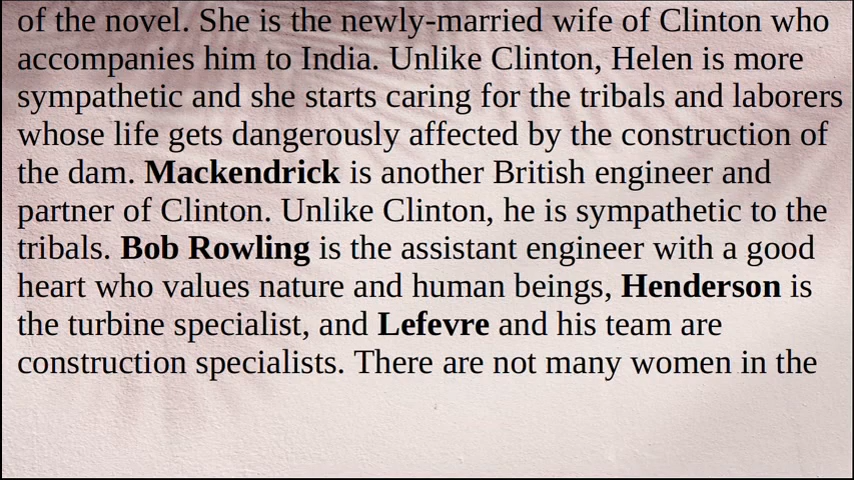 of the novel. She is the newly-married wife of Clinton who
accompanies him to India. Unlike Clinton, Helen is more
sympathetic and she starts caring for the tribals and laborers
whose life gets dangerously affected by the construction of
the dam. Mackendrick is another British engineer and
partner of Clinton. Unlike Clinton, he is sympathetic to the
tribals. Bob Rowling is the assistant engineer with a good
heart who values nature and human beings, Henderson is
the turbine specialist, and Lefevre and his team are
construction specialists. There are not many women in the